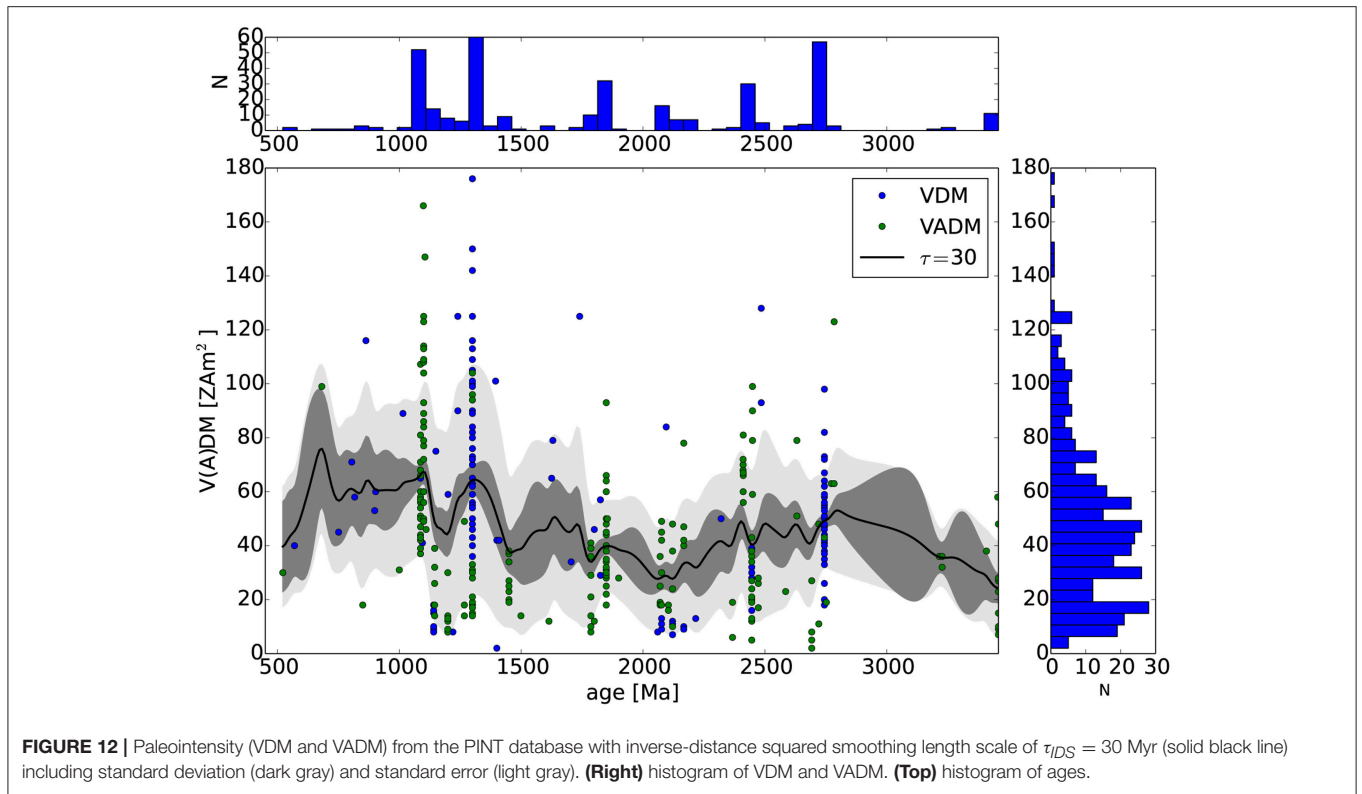 60
50
40
30
20
10
0
N
500 1000 1500 2000 2500 3000
180
160
140
120
100
80
60
40
20
0
V(A)DM [ZAm²]
VDM
VADM
τ=30
500 1000 1500 2000 2500 3000
age [Ma]
180
160
140
120
100
80
60
40
20
0
0 10 20 30
N
FIGURE 12 | Paleointensity (VDM and VADM) from the PINT database with inverse-distance squared smoothing length scale of τIDS = 30 Myr (solid black line)
including standard deviation (dark gray) and standard error (light gray). (Right) histogram of VDM and VADM. (Top) histogram of ages.